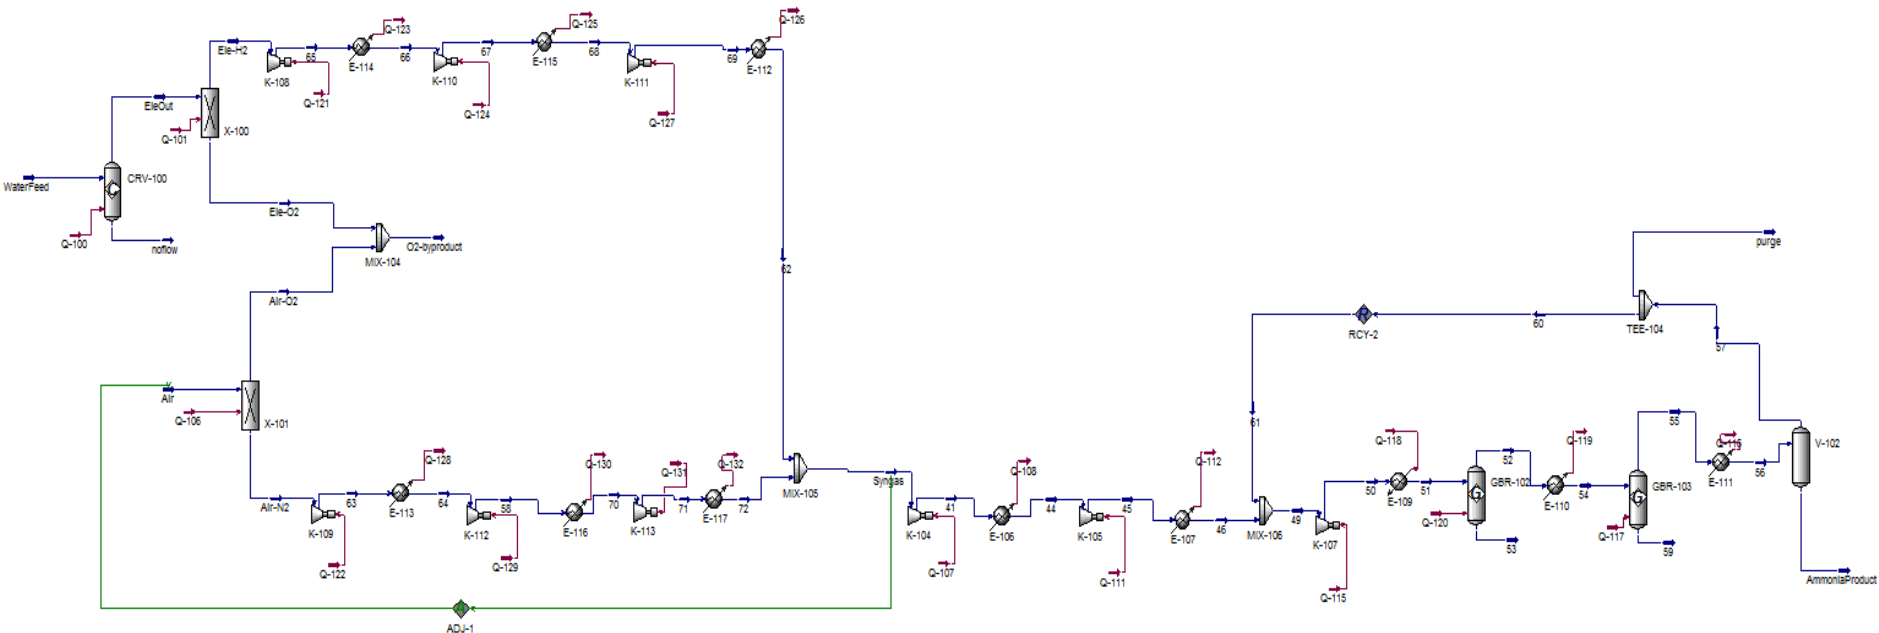 Q-126
Q-123
Q-125
Ele-H2
65
66
67
68
69
K-108
E-114
K-110
E-115
K-111
E-112
Q-121
Q-124
Q-127
EleOut
Q-101
X-100
WaterFeed
CRV-100
Ele-O2
Q-100
noflow
MIX-104
O2-byproduct
62
purge
Air-O2
RCY-2
60
TEE-104
57
Air
Q-106
X-101
61
Q-128
Q-130
Q-131
Q-132
Q-108
Q-112
Q-118
Q-119
Q-116
55
V-102
MIX-105
Syngas
52
GBR-102
GBR-103
E-111
56
Air-N2
63
E-113
64
58
70
71
E-117
72
41
44
45
46
50
E-109
51
E-110
54
K-109
K-112
E-116
K-113
K-104
E-106
K-105
E-107
MIX-106
49
K-107
Q-120
Q-117
53
59
Q-122
Q-129
Q-107
Q-111
Q-115
AmmoniaProduct
A
ADJ-1